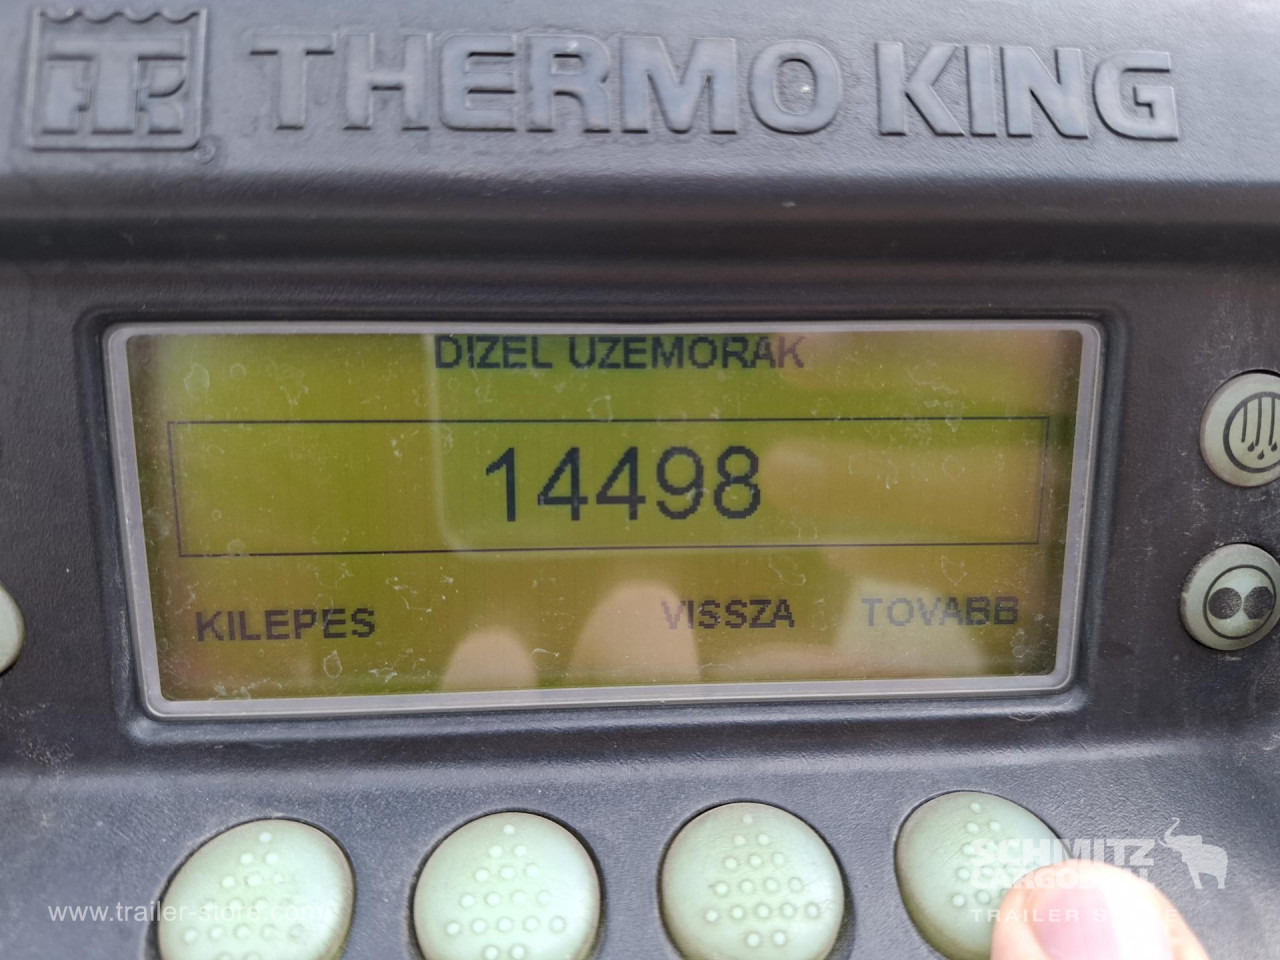 THERMO KING
DIZEL UZEMORAK
14498
KILEPES VISSZA TOVABB
SCHMITZ
CARGOBULL
TRAILER STORE
www.trailer-store.com